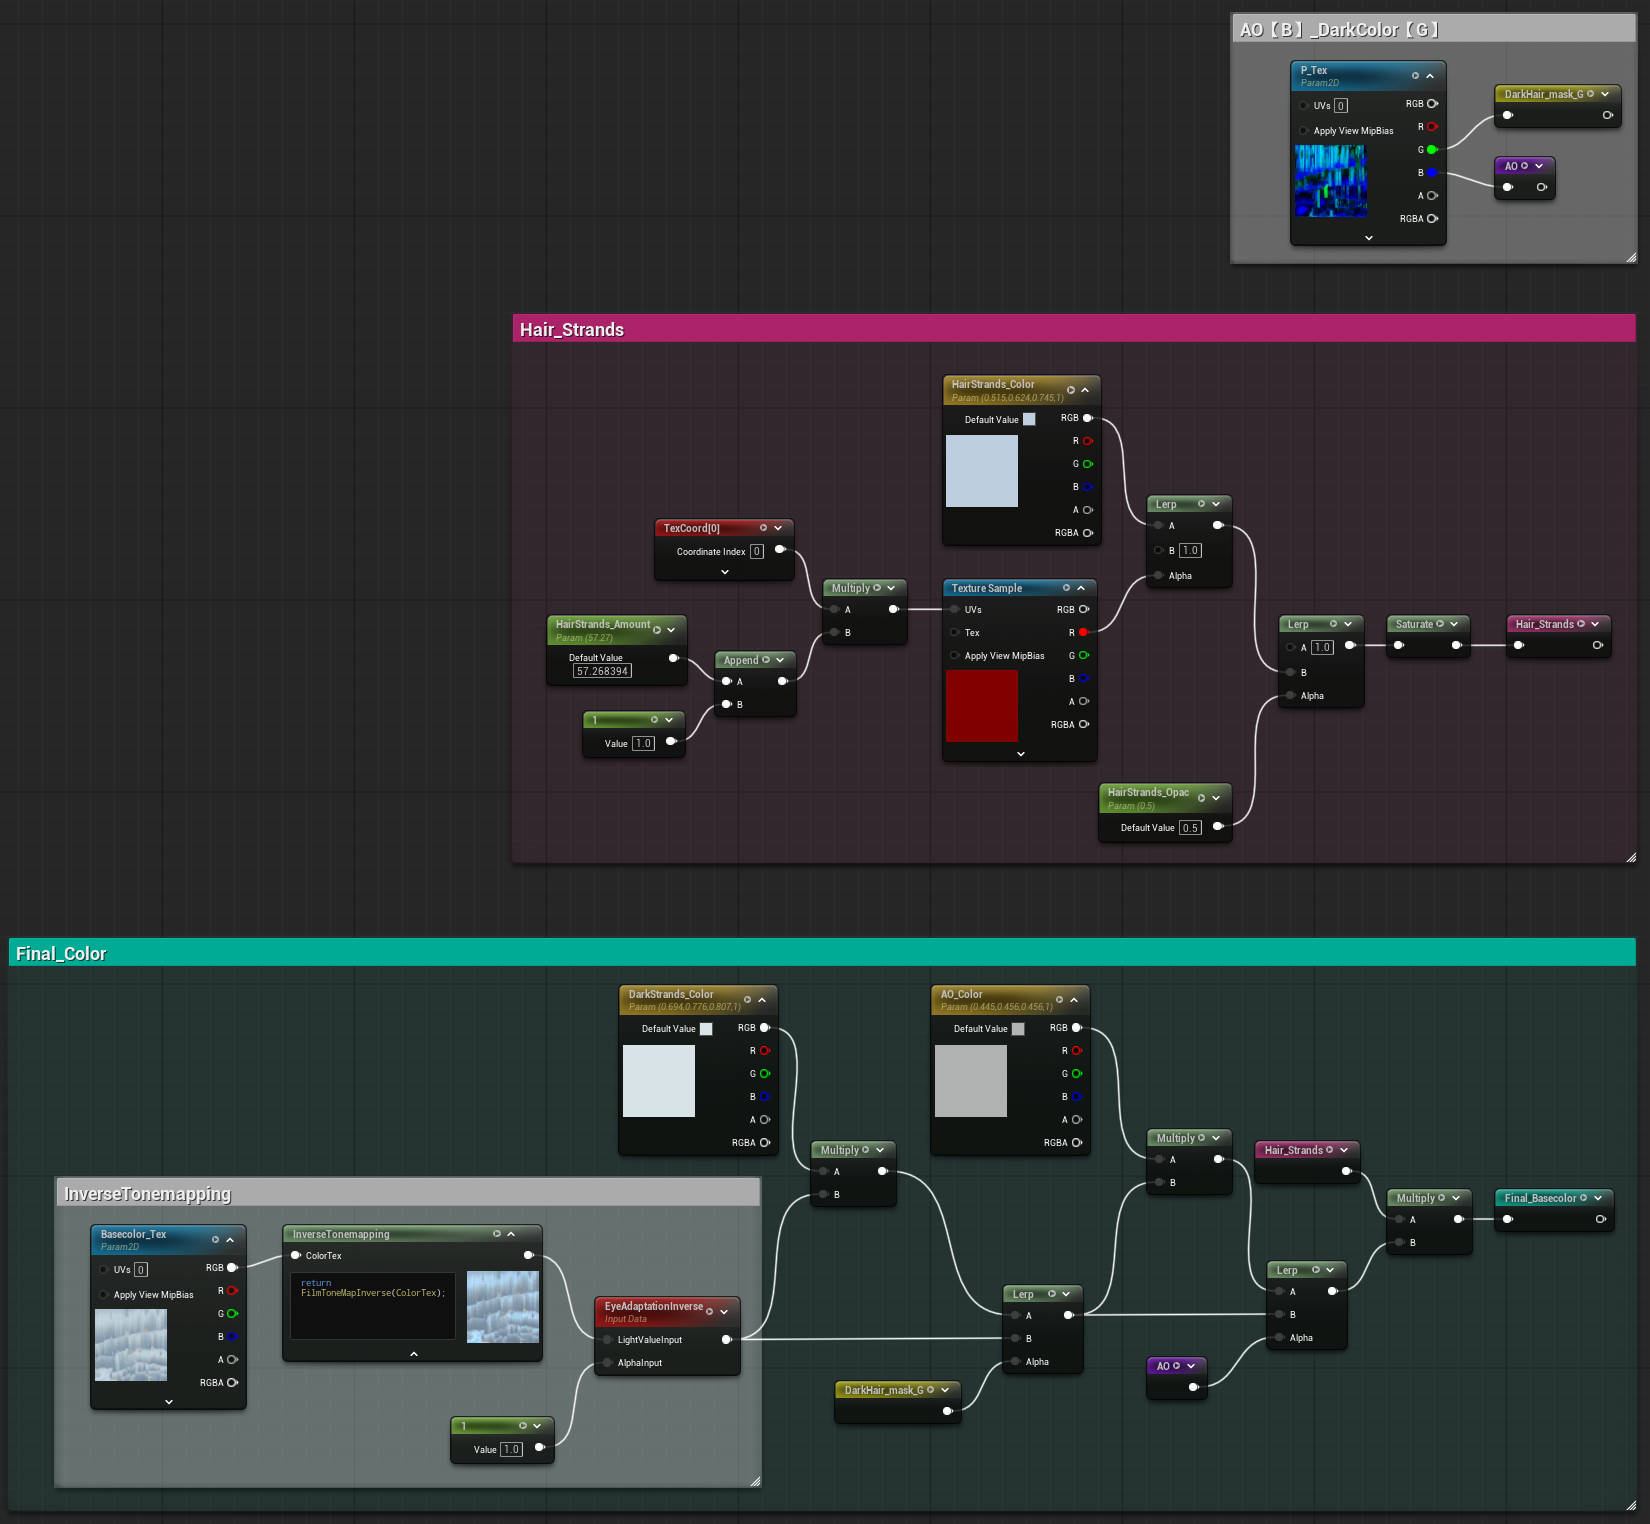 AO【B】_DarkColor【G】
P_Tex
Param2D
UVs 0
Apply View MipBias
RGB
R
G
B
A
RGBA
DarkHair_mask_G
AO
Hair_Strands
HairStrands_Color
Param (0.515,0.624,0.745,1)
Default Value
RGB
R
G
B
A
RGBA
Lerp
A
B 1.0
Alpha
TexCoord[0]
Coordinate Index 0
Multiply
A
B
Texture Sample
UVs
Tex
Apply View MipBias
RGB
R
G
B
A
RGBA
HairStrands_Amount
Param (57.27)
Default Value
57.268394
Append
A
B
1
Value 1.0
Lerp
A 1.0
B
Alpha
Saturate
Hair_Strands
HairStrands_Opac
Param (0.5)
Default Value 0.5
Final_Color
DarkStrands_Color
Param (0.694,0.776,0.807,1)
Default Value
RGB
R
G
B
A
RGBA
AO_Color
Param (0.445,0.456,0.456,1)
Default Value
RGB
R
G
B
A
RGBA
Multiply
A
B
Multiply
A
B
Hair_Strands
Multiply
A
B
Final_Basecolor
InverseTonemapping
Basecolor_Tex
Param2D
UVs 0
Apply View MipBias
RGB
R
G
B
A
RGBA
InverseTonemapping
ColorTex
return
FilmToneMapInverse(ColorTex);
EyeAdaptationInverse
Input Data
LightValueInput
AlphaInput
1
Value 1.0
Lerp
A
B
Alpha
DarkHair_mask_G
Lerp
A
B
Alpha
AO